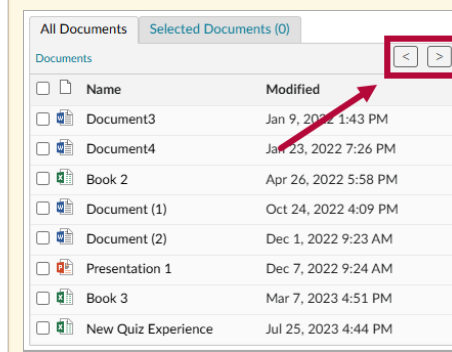 All Documents Selected Documents (0)
Documents < >
Name Modified
Document3 Jan 9, 2022 1:43 PM
Document4 Jan 23, 2022 7:26 PM
Book 2 Apr 26, 2022 5:58 PM
Document (1) Oct 24, 2022 4:09 PM
Document (2) Dec 1, 2022 9:23 AM
Presentation 1 Dec 7, 2022 9:24 AM
Book 3 Mar 7, 2023 4:51 PM
New Quiz Experience Jul 25, 2023 4:44 PM